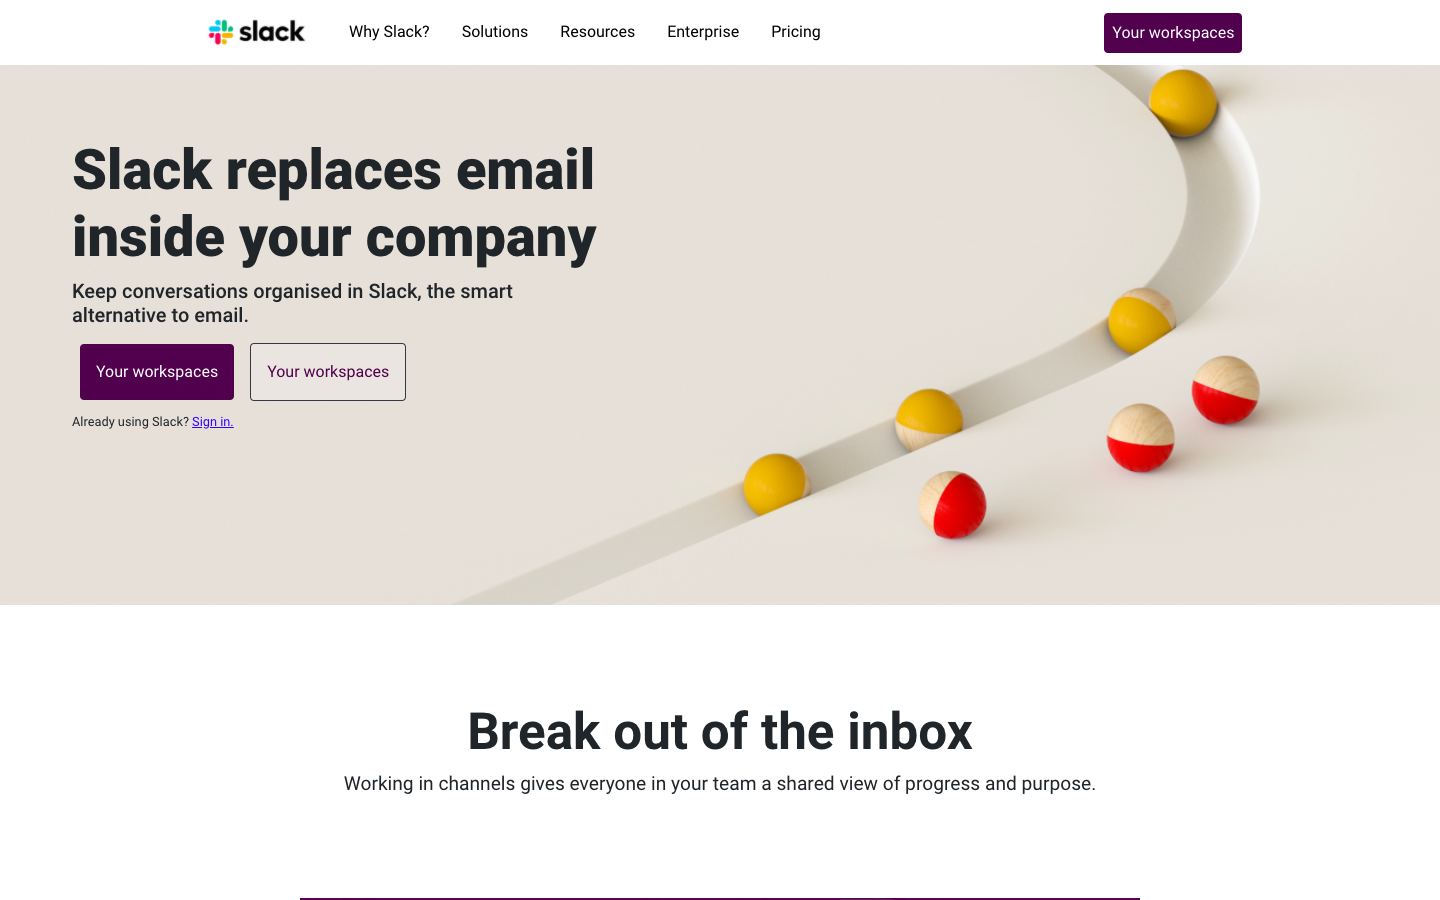 slack
Why Slack?
Solutions
Resources
Enterprise
Pricing
Your workspaces
Slack replaces email
inside your company
Keep conversations organised in Slack, the smart
alternative to email.
Your workspaces
Your workspaces
Already using Slack? Sign in.
Break out of the inbox
Working in channels gives everyone in your team a shared view of progress and purpose.